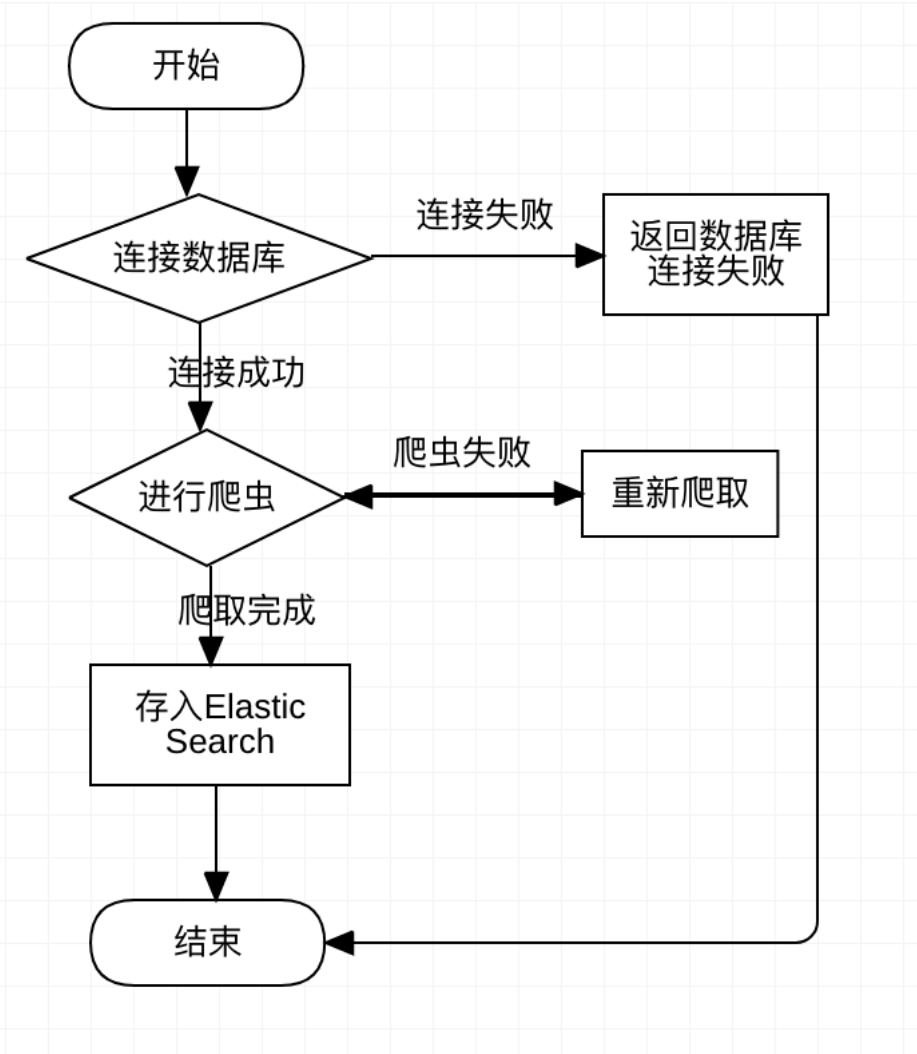 开始
连接数据库
连接失败
返回数据库
连接失败
连接成功
进行爬虫
爬虫失败
重新爬取
爬取完成
存入Elastic
Search
结束